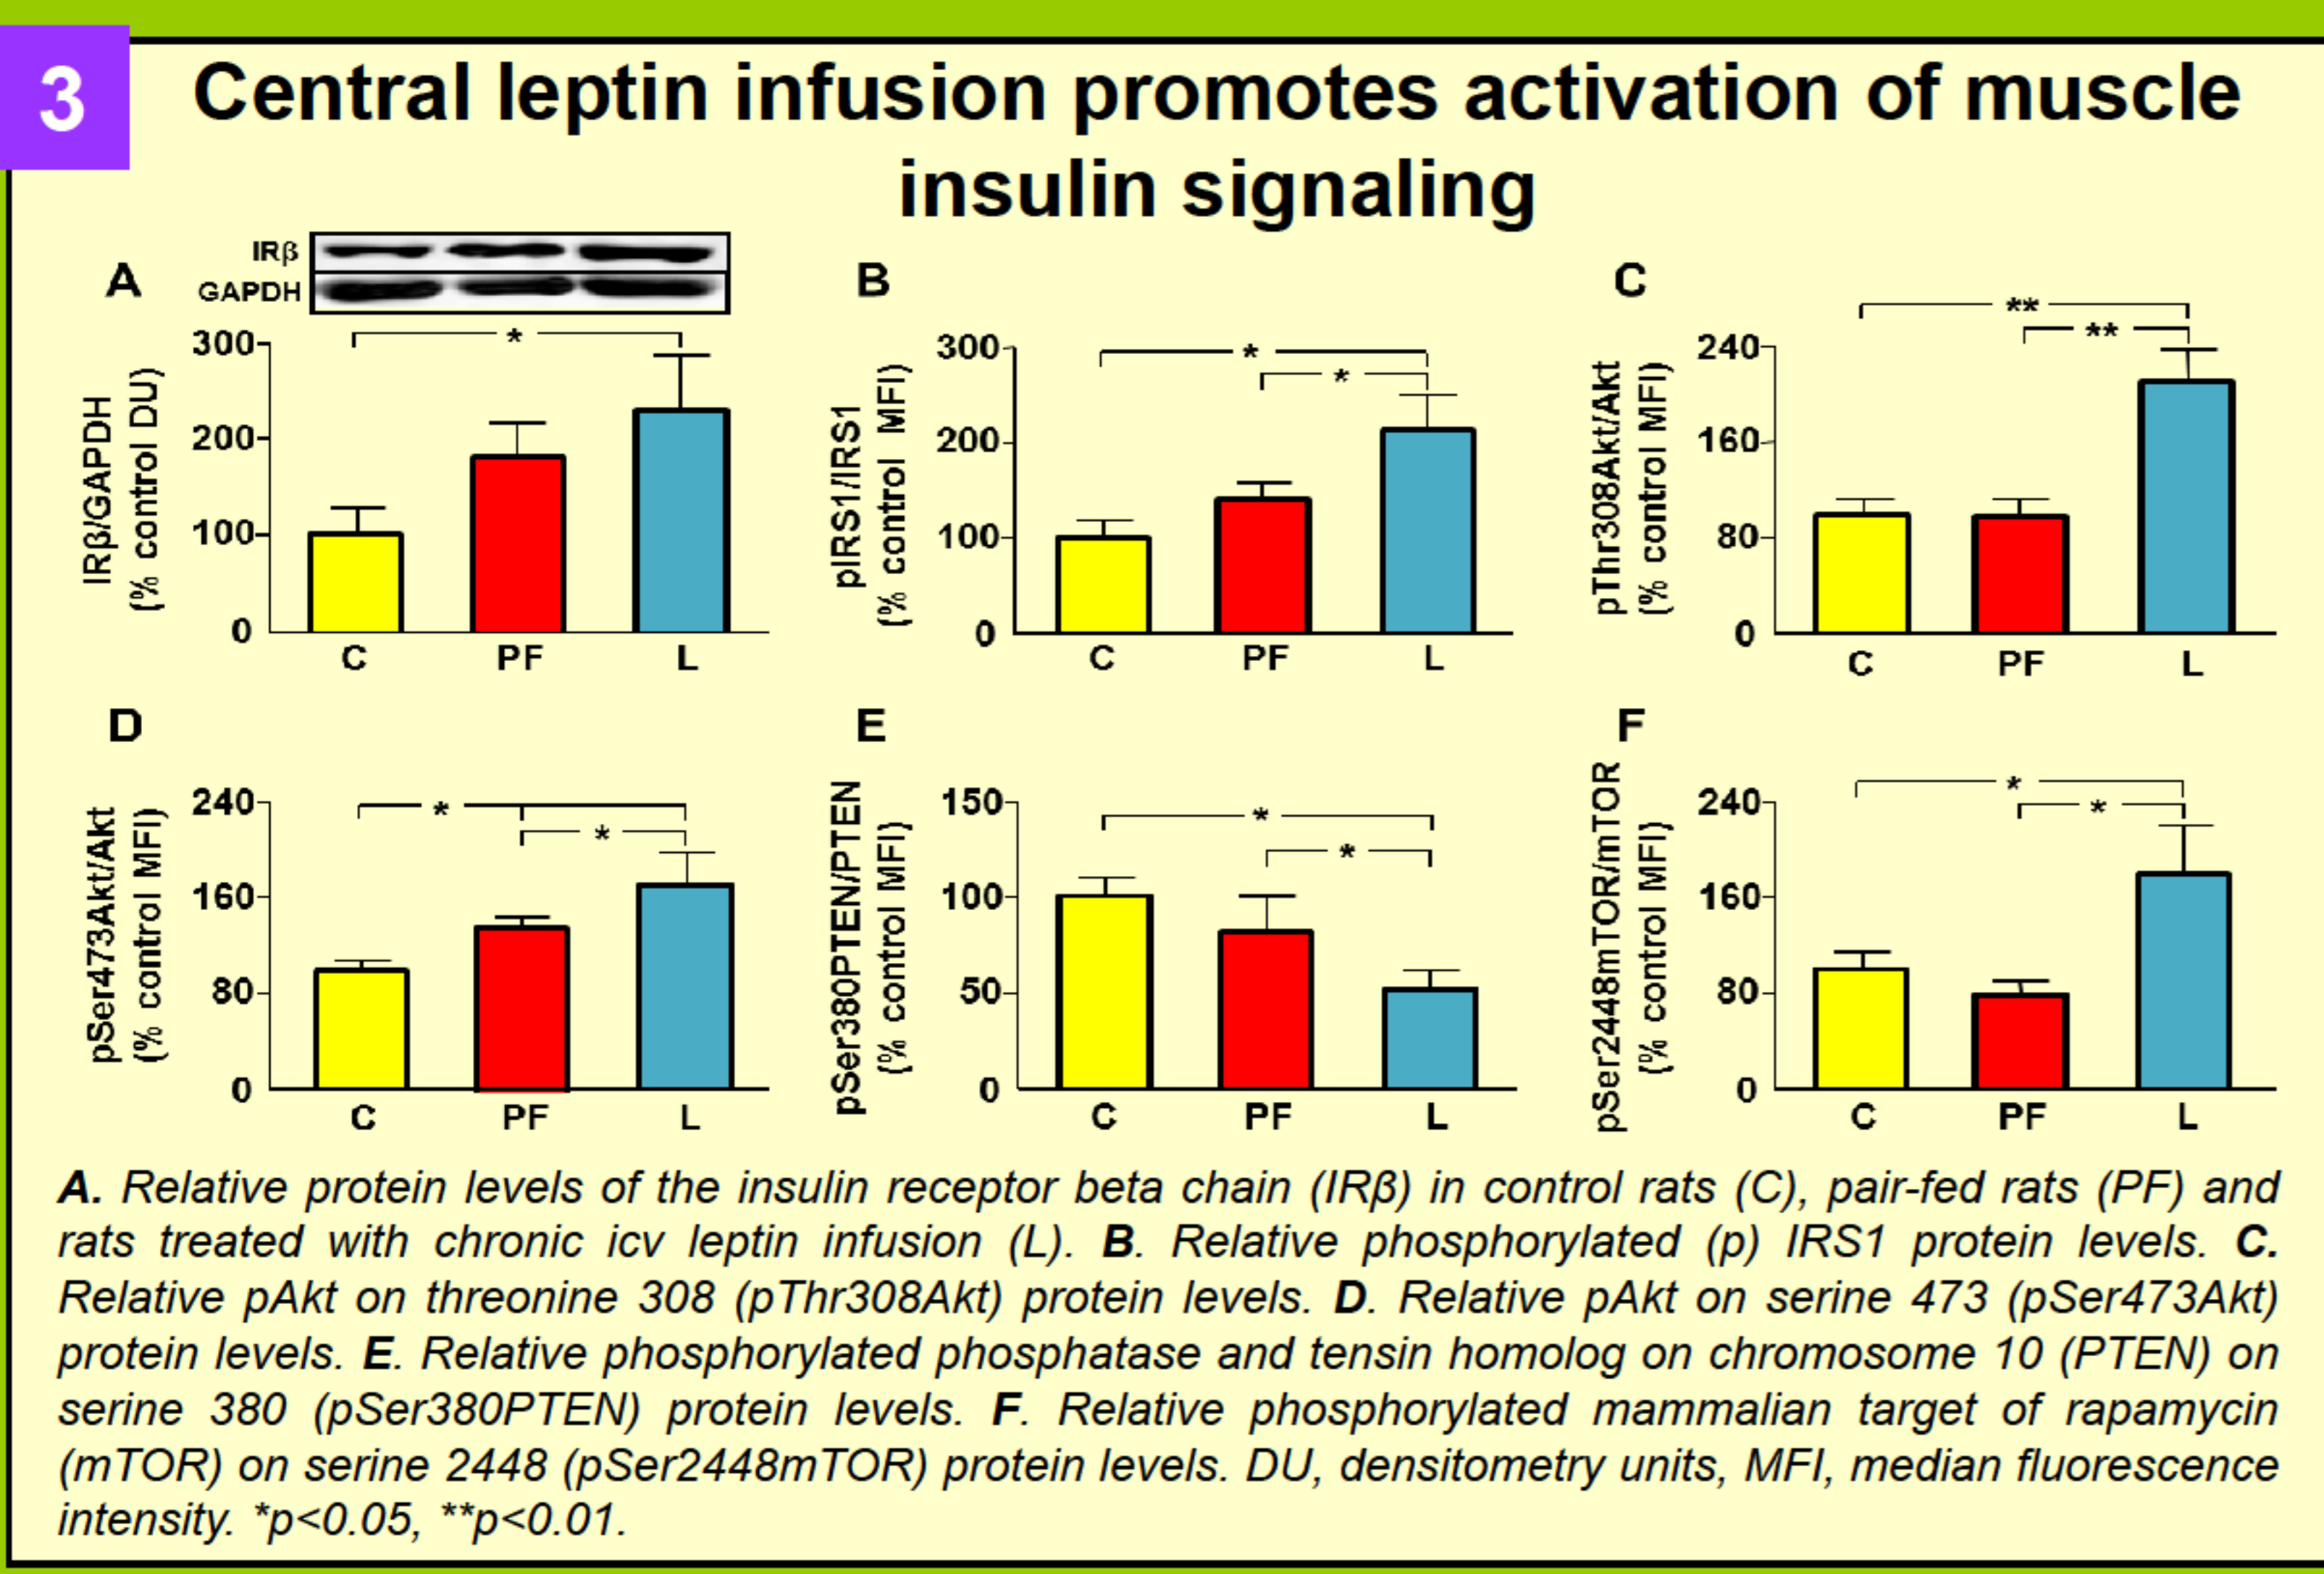 3
Central leptin infusion promotes activation of muscle
insulin signaling
A
IRβ
GAPDH
*
300
200
100
0
IRβ/GAPDH
(% control DU)
C PF L
B
*
*
300
200
100
0
pIRS1/IRS1
(% control MFI)
C PF L
C
**
**
240
160
80
0
pThr308Akt/Akt
(% control MFI)
C PF L
D
*
*
240
160
80
0
pSer473Akt/Akt
(% control MFI)
C PF L
E
*
*
150
100
50
0
pSer380PTEN/PTEN
(% control MFI)
C PF L
F
*
*
240
160
80
0
pSer2448mTOR/mTOR
(% control MFI)
C PF L
A. Relative protein levels of the insulin receptor beta chain (IRβ) in control rats (C), pair-fed rats (PF) and
rats treated with chronic icv leptin infusion (L). B. Relative phosphorylated (p) IRS1 protein levels. C.
Relative pAkt on threonine 308 (pThr308Akt) protein levels. D. Relative pAkt on serine 473 (pSer473Akt)
protein levels. E. Relative phosphorylated phosphatase and tensin homolog on chromosome 10 (PTEN) on
serine 380 (pSer380PTEN) protein levels. F. Relative phosphorylated mammalian target of rapamycin
(mTOR) on serine 2448 (pSer2448mTOR) protein levels. DU, densitometry units, MFI, median fluorescence
intensity. *p<0.05, **p<0.01.